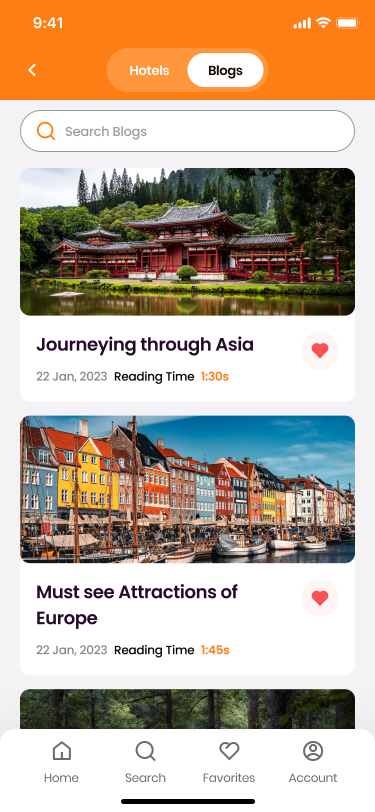 9:41
Hotels Blogs
Search Blogs
Journeying through Asia
22 Jan, 2023 Reading Time 1:30s
Must see Attractions of
Europe
22 Jan, 2023 Reading Time 1:45s
Home Search Favorites Account